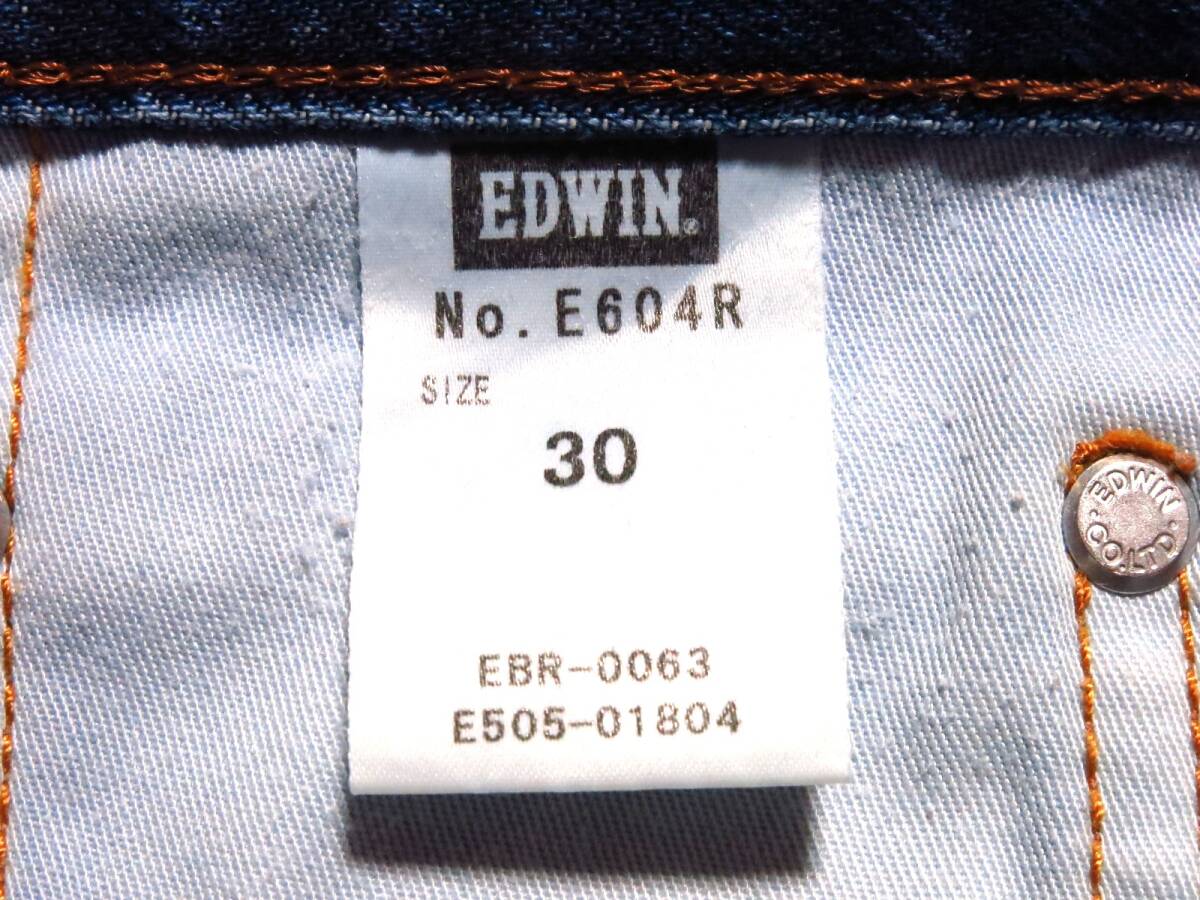 EDWIN®
No. E604R
SIZE
30
EBR-0063
E505-01804
EDWIN
CO.LTD.